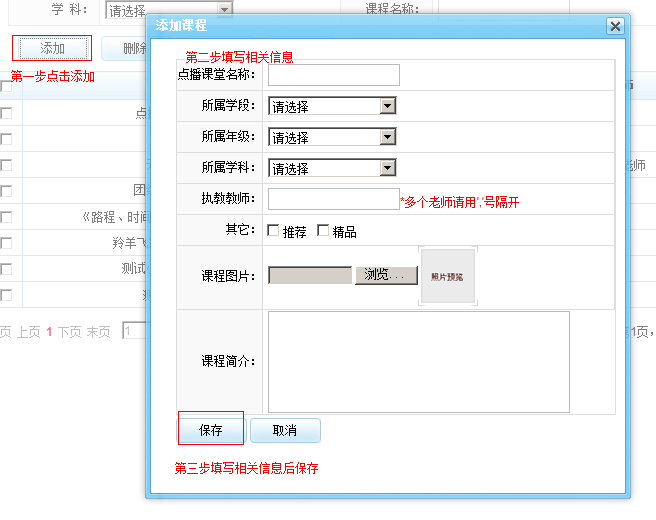 学 科： 请选择 课程名称：
添加课程
添加 删除
第一步点击添加
第二步填写相关信息
点播课堂名称：
所属学段： 请选择
所属年级： 请选择
所属学科： 请选择
执教教师： *多个老师请用','号隔开
其它： 推荐 精品
课程图片： 浏览... 照片预览
课程简介：
保存 取消
第三步填写相关信息后保存
点
老师
团
《路程、时间
羚羊飞
测试
测
页 上页 1 下页 末页 1 1页，